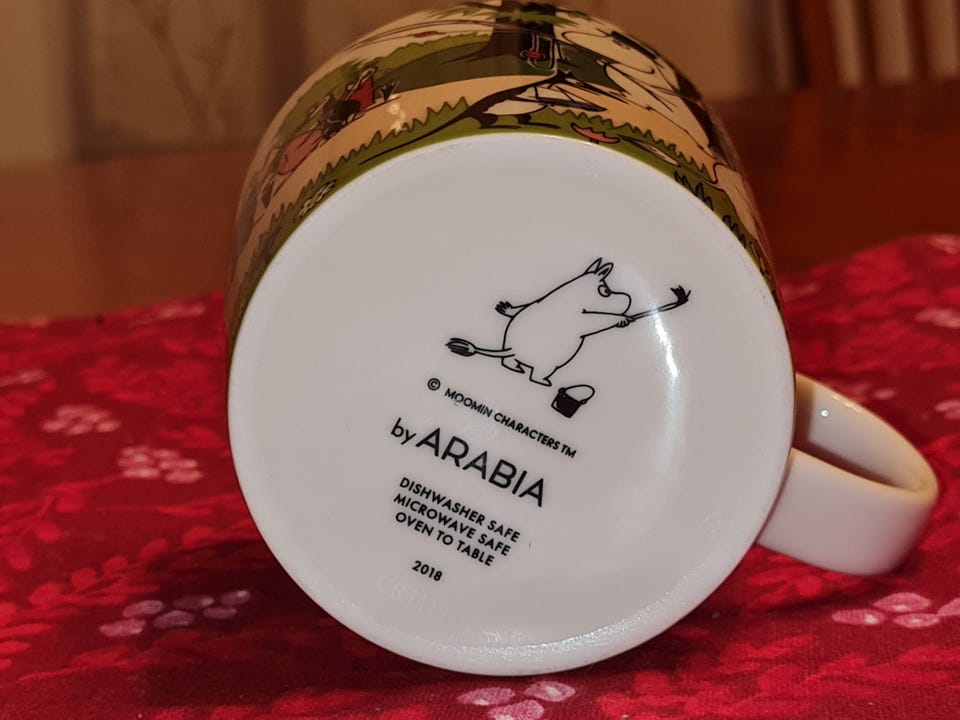 © MOOMIN CHARACTERS™
by ARABIA
DISHWASHER SAFE
MICROWAVE SAFE
OVEN TO TABLE
2018